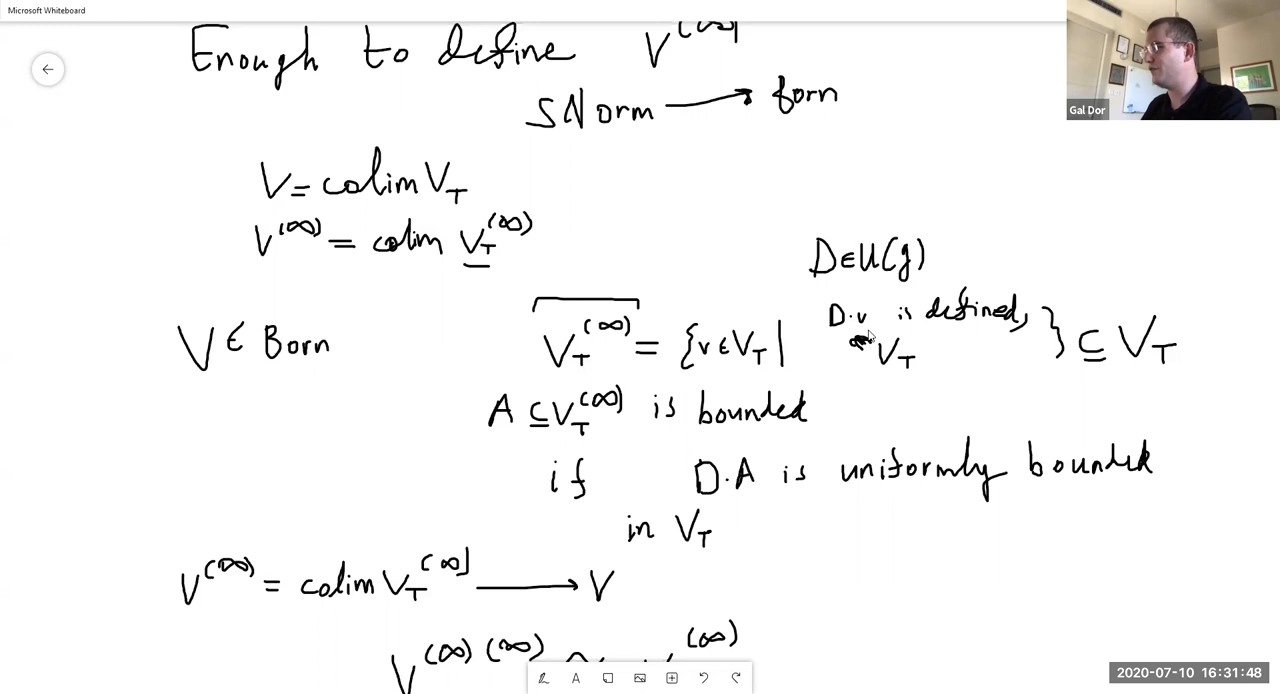 Microsoft Whiteboard
Enough to define V^(∞)
SNorm → Born
V = colim V_T
V^(∞) = colim V_T^(∞)
D∈U(g)
V ∈ Born
V_T^(∞) = {v∈V_T | D·v is defined, V_T } ⊆ V_T
A ⊆ V_T^(∞) is bounded
if D.A is uniformly bounded
in V_T
V^(∞) = colim V_T^(∞) → V
V^(∞)(∞) V^(∞)
Gal Dor
2020-07-10 16:31:48